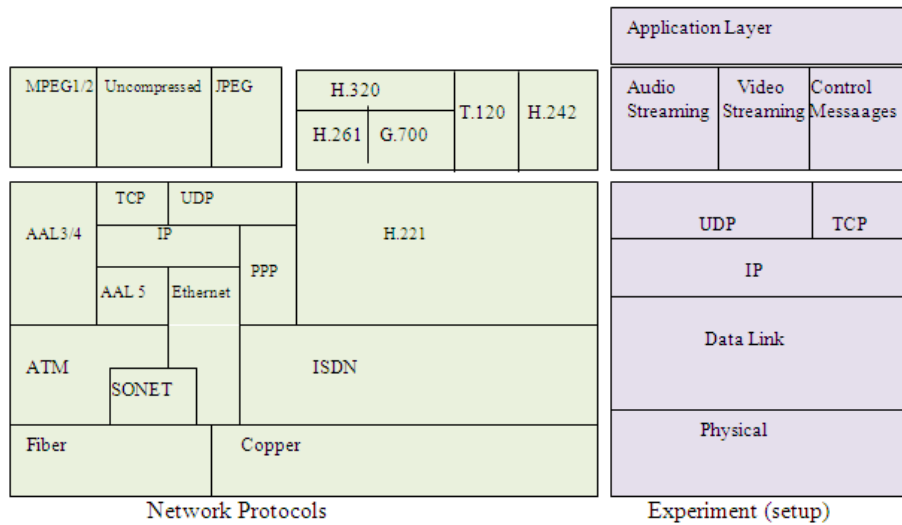 Application Layer
MPEG1/2 Uncompressed JPEG
H.320
H.261 G.700
T.120 H.242
Audio Streaming
Video Streaming
Control Messaages
TCP UDP
AAL3/4
IP
H.221
PPP
AAL 5 Ethernet
UDP TCP
IP
ATM
SONET
ISDN
Data Link
Fiber Copper
Physical
Network Protocols
Experiment (setup)